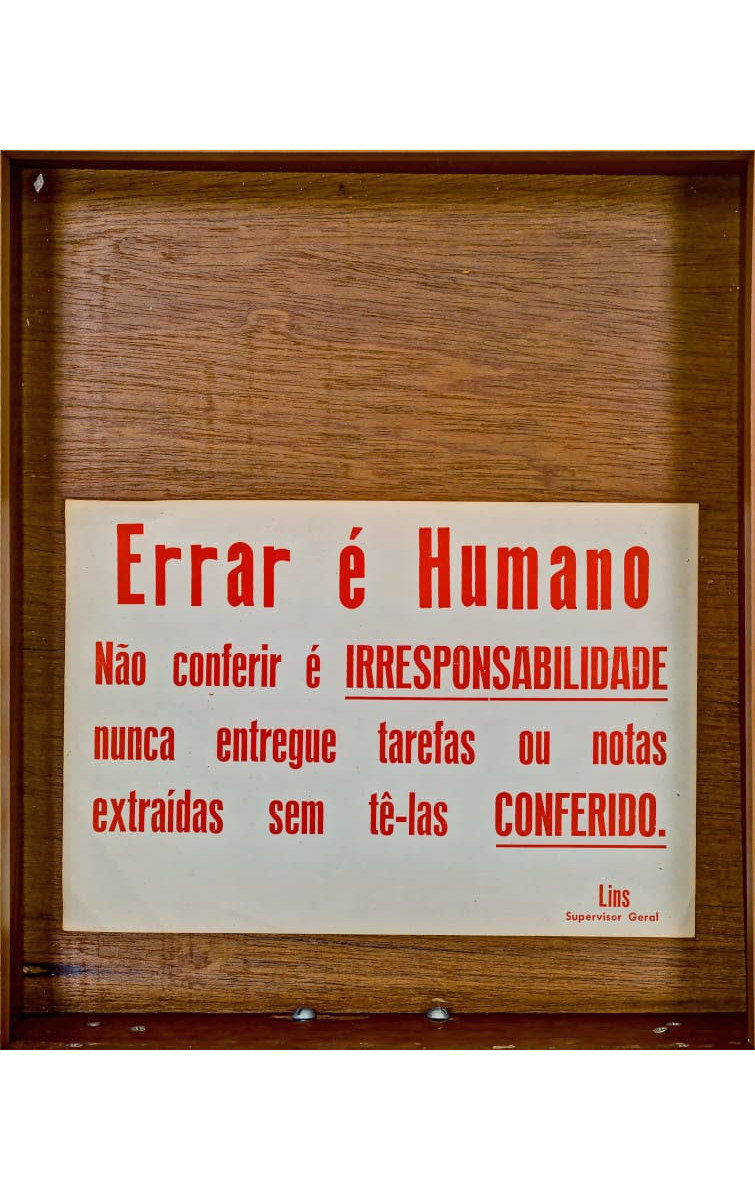 Errar é Humano
Não conferir é IRRESPONSABILIDADE
nunca entregue tarefas ou notas
extraídas sem tê-las CONFERIDO.
Lins
Supervisor Geral